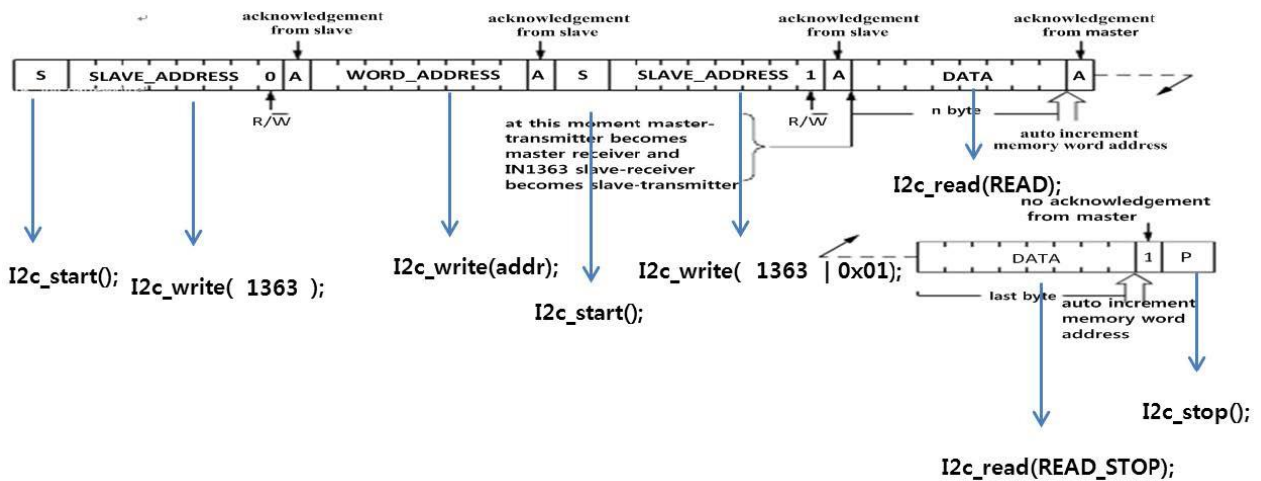 acknowledgement
from slave
acknowledgement
from slave
acknowledgement
from slave
acknowledgement
from master
S SLAVE_ADDRESS 0 A WORD_ADDRESS A S SLAVE_ADDRESS 1 A DATA A
R/W̅
R/W̅
n byte
at this moment master-
transmitter becomes
master receiver and
IN1363 slave-receiver
becomes slave-transmitter
auto increment
memory word address
I2c_read(READ);
no acknowledgement
from master
I2c_start();
I2c_write( 1363 );
I2c_write(addr);
I2c_start();
I2c_write( 1363 | 0x01);
DATA 1 P
last byte
auto increment
memory word
address
I2c_stop();
I2c_read(READ_STOP);